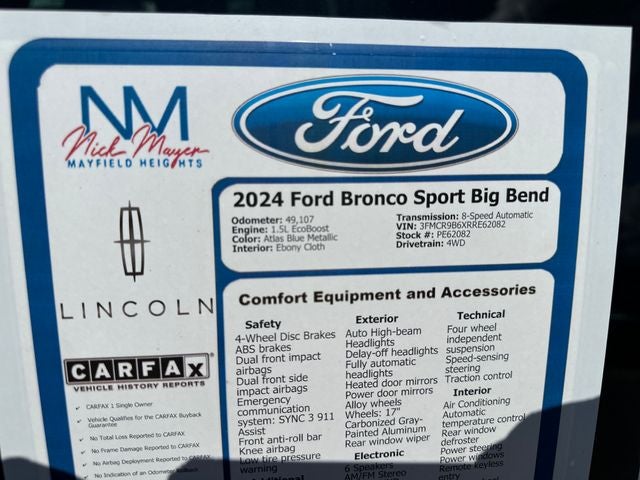 NM
Nick Mayer
MAYFIELD HEIGHTS
Ford
2024 Ford Bronco Sport Big Bend
Odometer: 49,107
Engine: 1.5L EcoBoost
Color: Atlas Blue Metallic
Interior: Ebony Cloth
Transmission: 8-Speed Automatic
VIN: 3FMCR9B6XRRE62082
Stock #: PE62082
Drivetrain: 4WD
LINCOLN
CARFAX
VEHICLE HISTORY REPORTS
✓ CARFAX 1 Single Owner
✓ Vehicle Qualifies for the CARFAX Buyback
Guarantee
✓ No Total Loss Reported to CARFAX
✓ No Frame Damage Reported to CARFAX
✓ No Airbag Deployment Reported to CARFAX
✓ No Indication of an Odometer Rollback
Comfort Equipment and Accessories
Safety
4-Wheel Disc Brakes
ABS brakes
Dual front impact
airbags
Dual front side
impact airbags
Emergency
communication
system: SYNC 3 911
Assist
Front anti-roll bar
Knee airbag
Low tire pressure
warning
Exterior
Auto High-beam
Headlights
Delay-off headlights
Fully automatic
headlights
Heated door mirrors
Power door mirrors
Alloy wheels
Wheels: 17"
Carbonized Gray-
Painted Aluminum
Rear window wiper
Electronic
6 Speakers
AM/FM Stereo
Technical
Four wheel
independent
suspension
Speed-sensing
steering
Traction control
Interior
Air Conditioning
Automatic
temperature control
Rear window
defroster
Power steering
Power windows
Remote keyless
entry